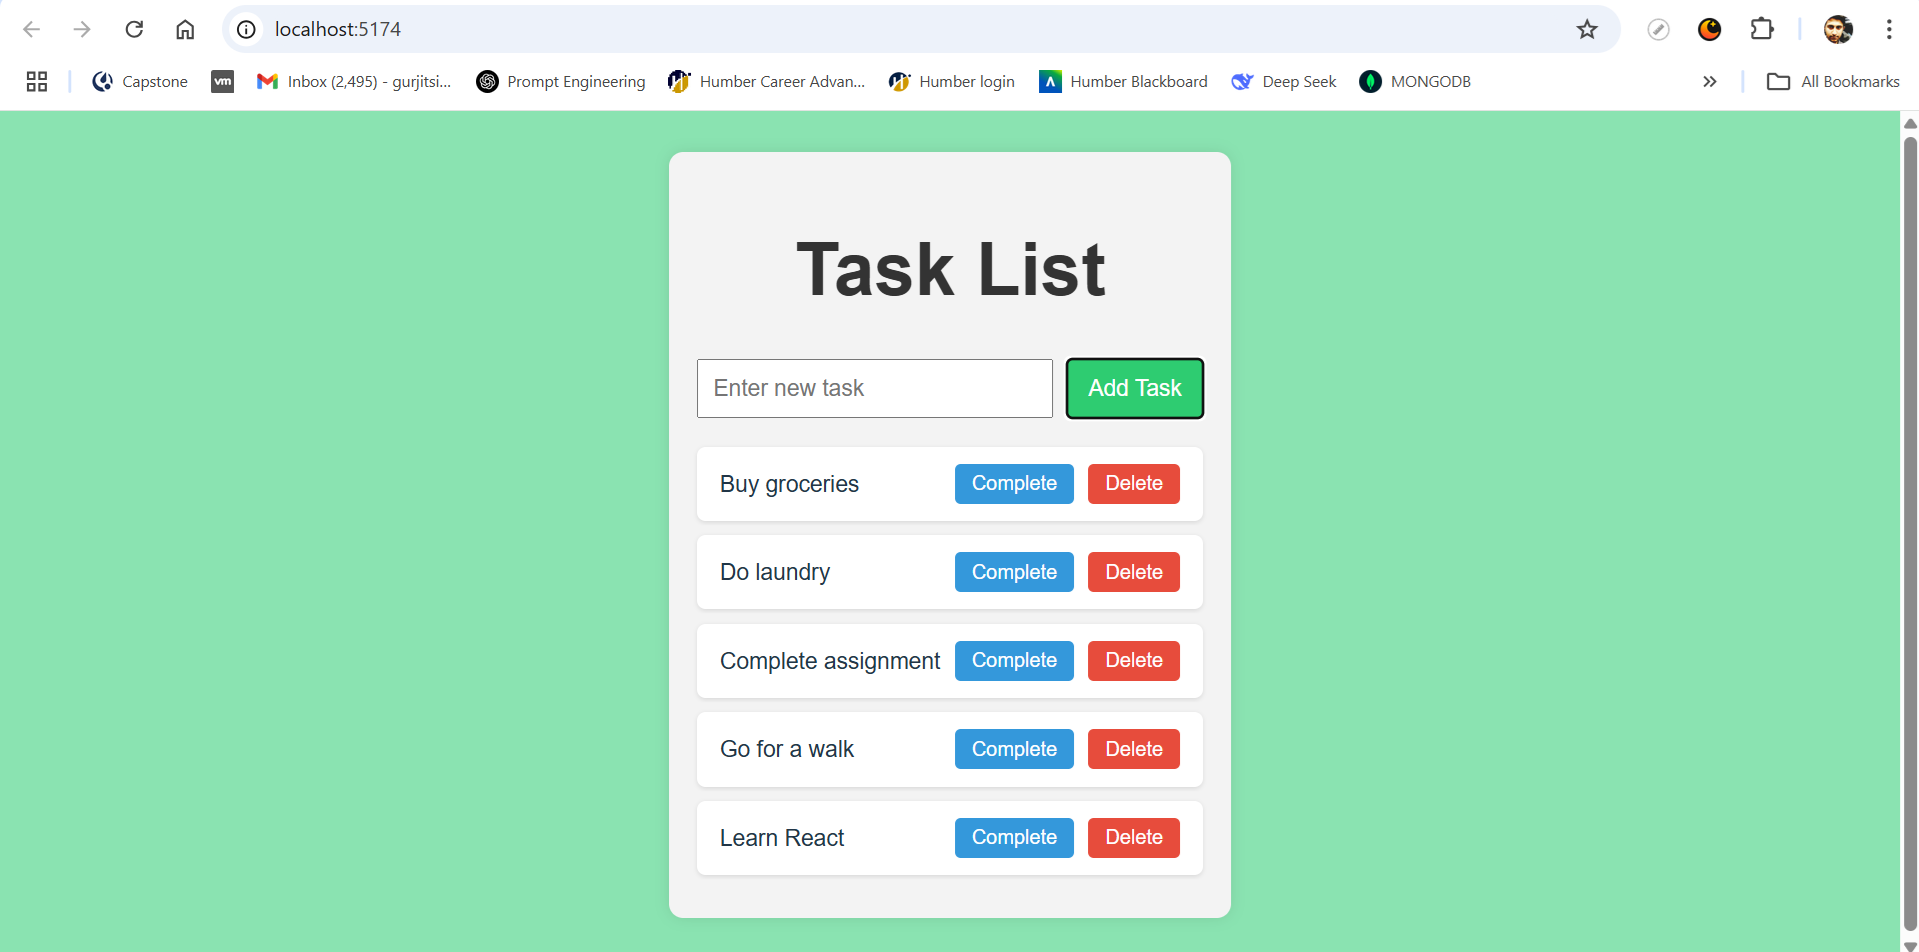 localhost:5174
Capstone vm Inbox (2,495) - gurjitsi... Prompt Engineering Humber Career Advan... Humber login Humber Blackboard Deep Seek MONGODB » All Bookmarks
Task List
Enter new task Add Task
Buy groceries Complete Delete
Do laundry Complete Delete
Complete assignment Complete Delete
Go for a walk Complete Delete
Learn React Complete Delete